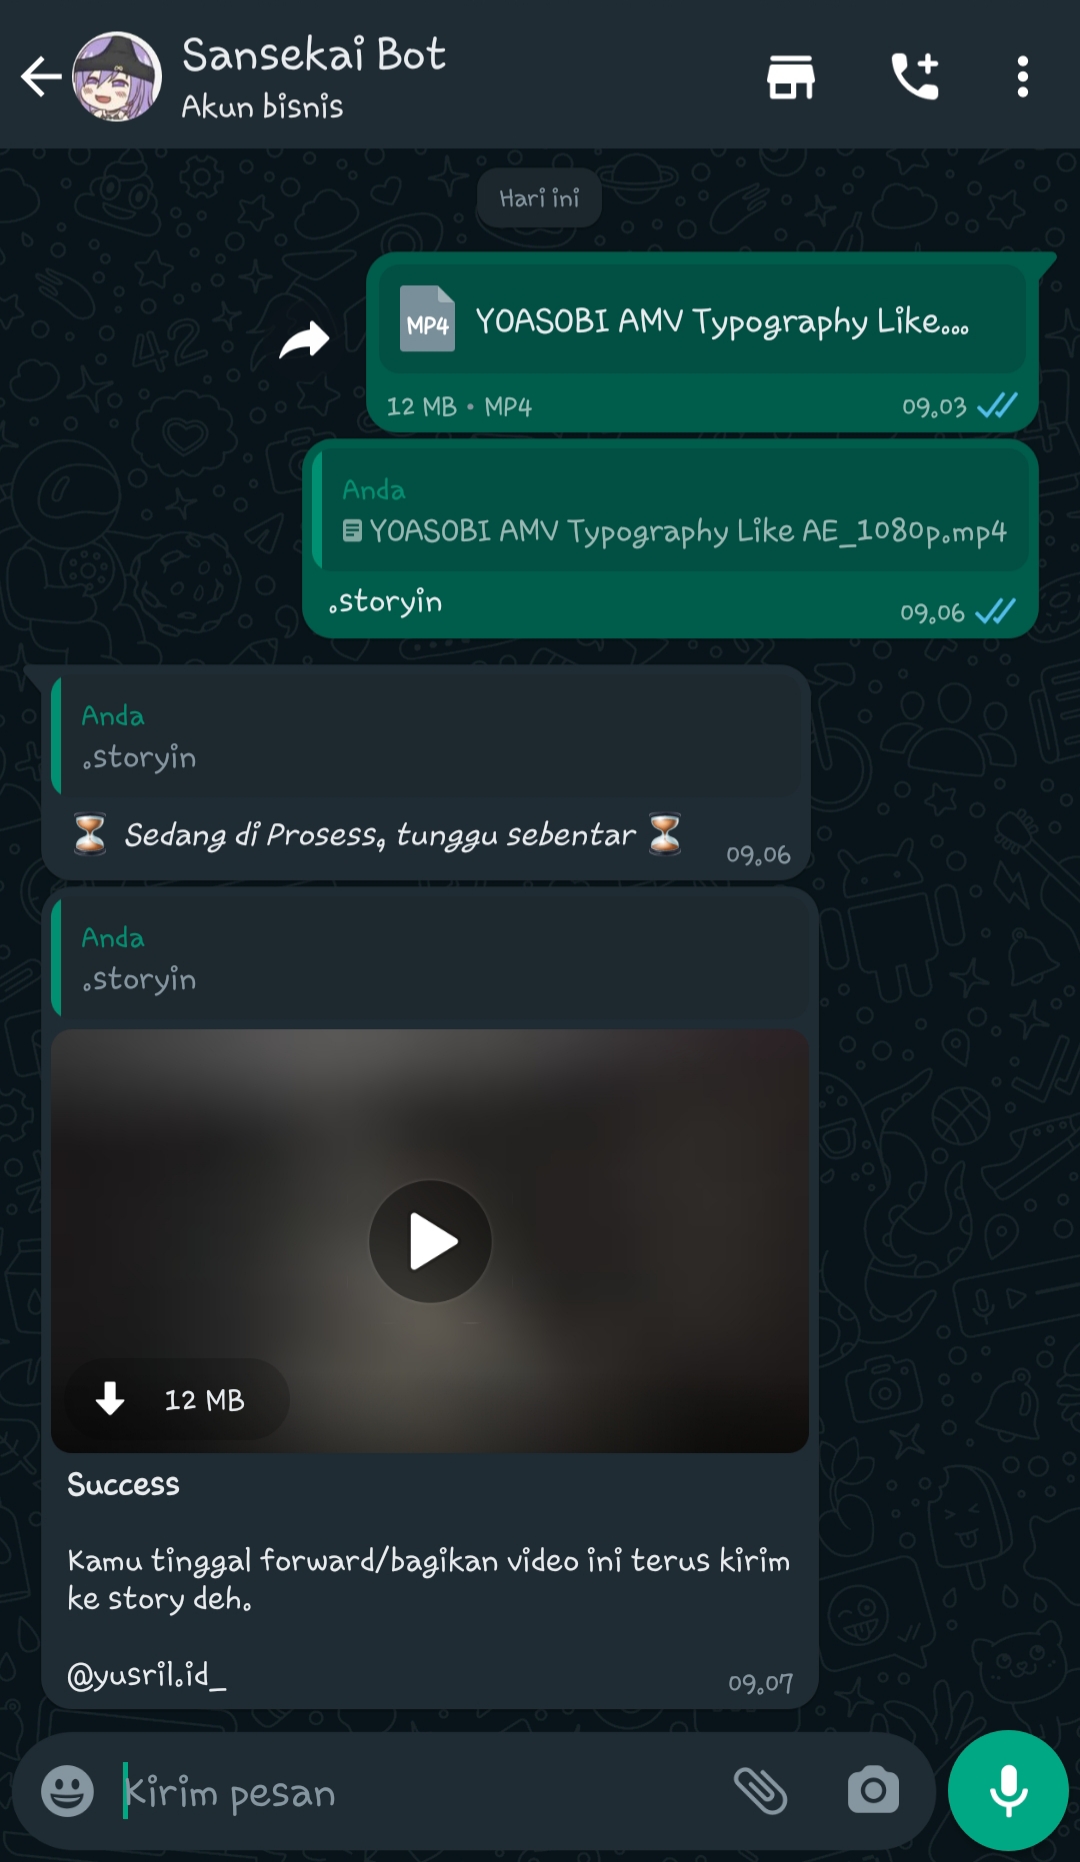 Sansekai Bot
Akun bisnis
Hari ini
MP4 YOASOBI AMV Typography Like...
12 MB • MP4 09.03
Anda
YOASOBI AMV Typography Like AE_1080p.mp4
.storyin 09.06
Anda
.storyin
⏳ Sedang di Prosess, tunggu sebentar ⏳ 09.06
Anda
.storyin
12 MB
Success
Kamu tinggal forward/bagikan video ini terus kirim
ke story deh.
@yusril.id_ 09.07
Kirim pesan